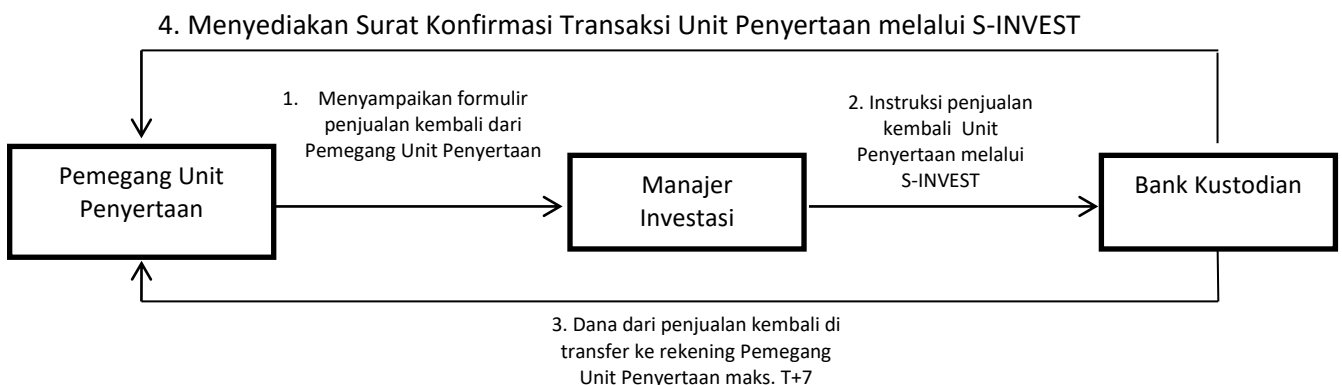 4. Menyediakan Surat Konfirmasi Transaksi Unit Penyertaan melalui S-INVEST
1. Menyampaikan formulir
penjualan kembali dari
Pemegang Unit Penyertaan
2. Instruksi penjualan
kembali Unit
Penyertaan melalui
S-INVEST
Pemegang Unit
Penyertaan
Manajer
Investasi
Bank Kustodian
3. Dana dari penjualan kembali di
transfer ke rekening Pemegang
Unit Penyertaan maks. T+7